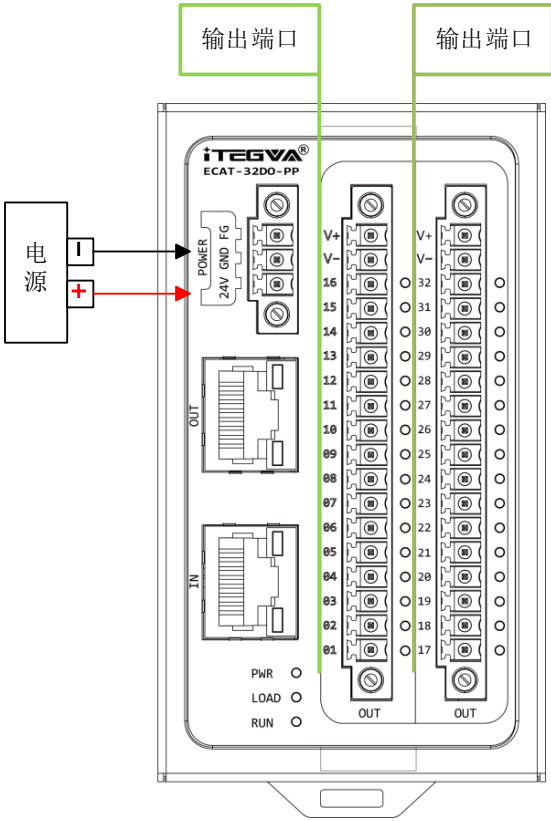 输出端口
输出端口
iTEGVA®
ECAT-32DO-PP
电源
-
+
POWER
24V GND FG
OUT
IN
V+
V-
16
15
14
13
12
11
10
09
08
07
06
05
04
03
02
01
OUT
V+
V-
32
31
30
29
28
27
26
25
24
23
22
21
20
19
18
17
OUT
PWR
LOAD
RUN